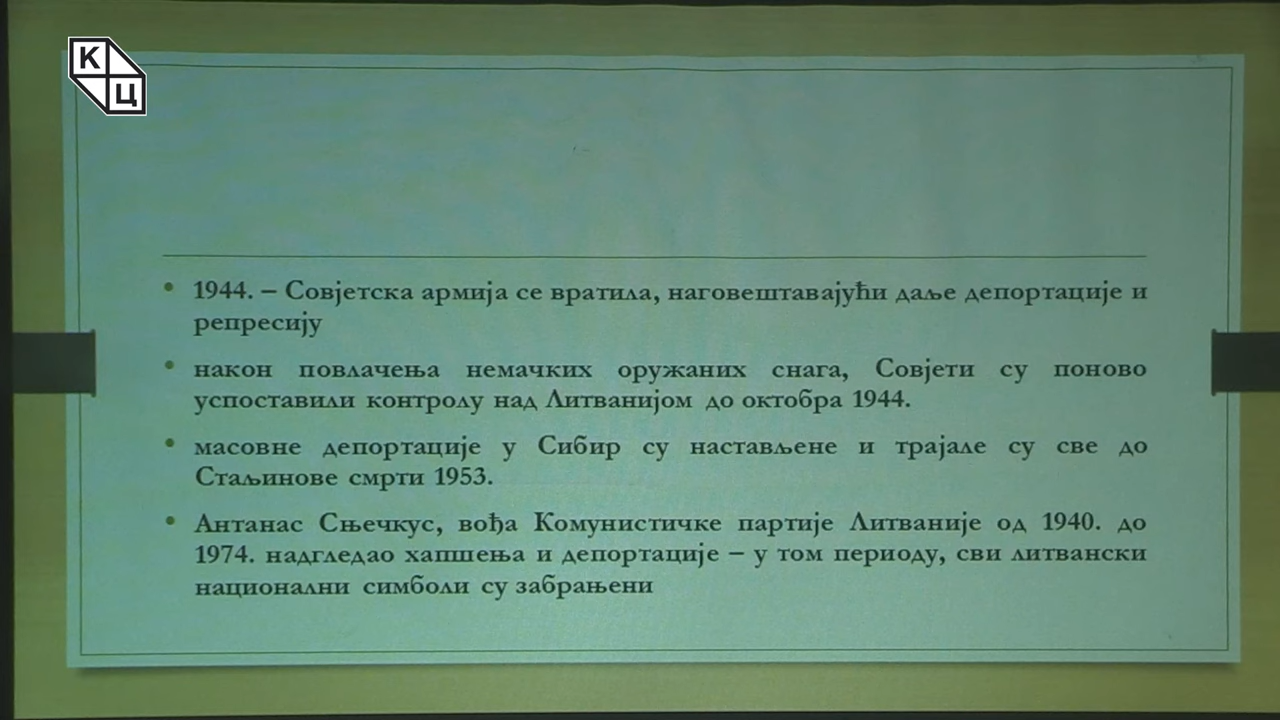 К
Ц
• 1944. – Совјетска армија се вратила, наговештавајући даље депортације и
репресију
• након повлачења немачких оружаних снага, Совјети су поново
успоставили контролу над Литванијом до октобра 1944.
• масовне депортације у Сибир су настављене и трајале су све до
Стаљинове смрти 1953.
• Антанас Сњечкус, вођа Комунистичке партије Литваније од 1940. до
1974. надгледао хапшења и депортације – у том периоду, сви литвански
национални симболи су забрањени